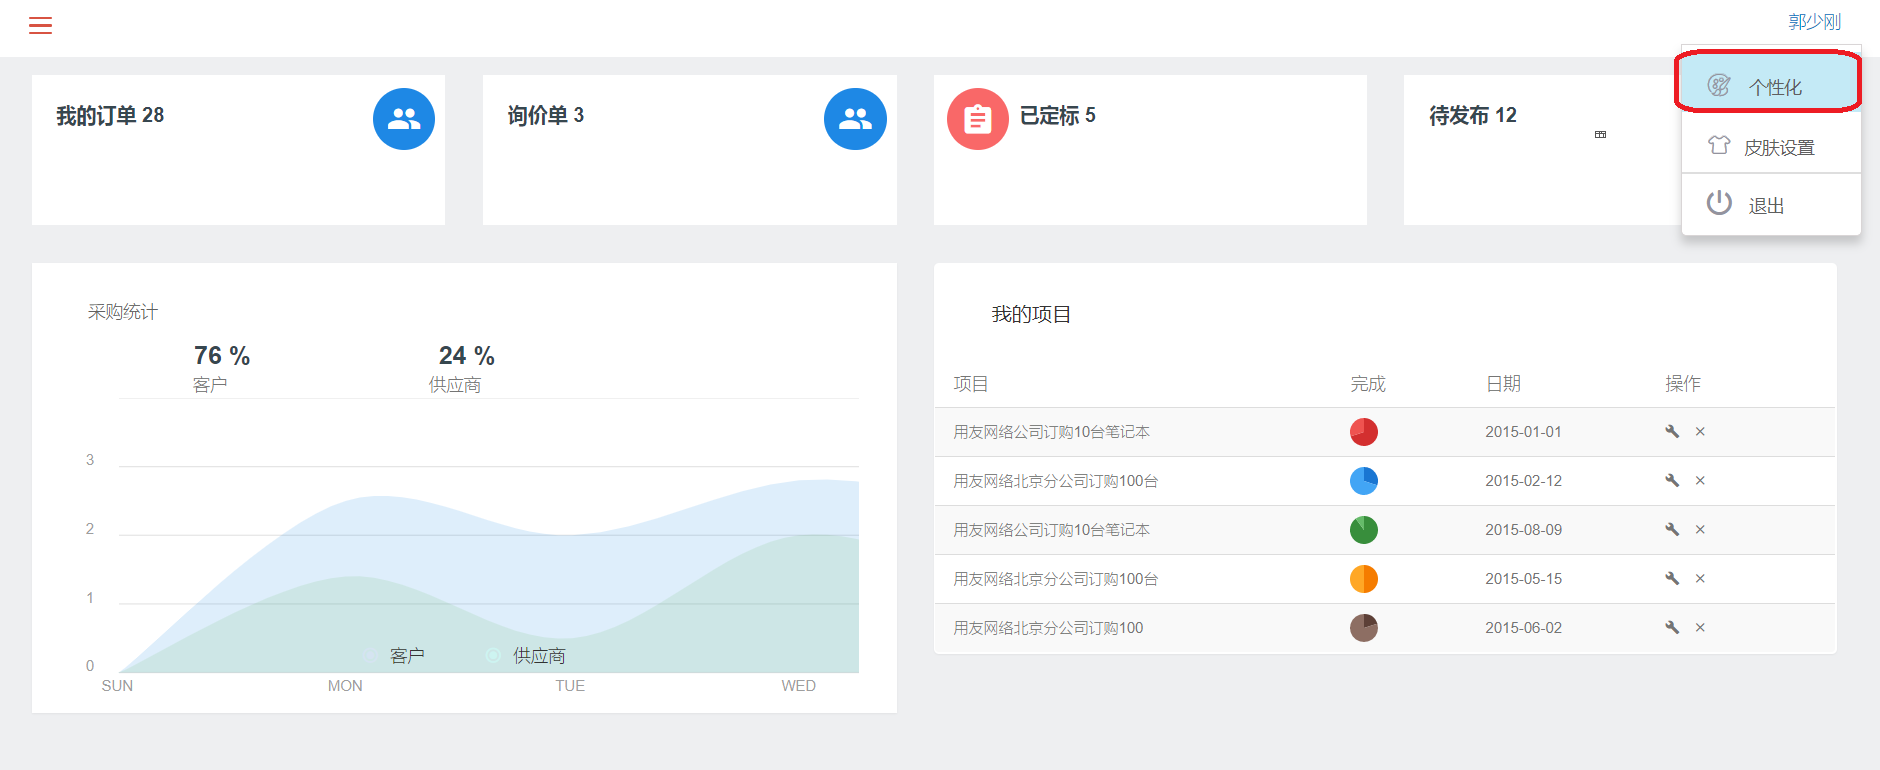 郭少刚
个性化
皮肤设置
退出
我的订单 28
询价单 3
已定标 5
待发布 12
采购统计
76 %
客户
24 %
供应商
3
2
1
0
SUN
MON
TUE
WED
客户
供应商
我的项目
项目 完成 日期 操作
用友网络公司订购10台笔记本 2015-01-01
用友网络北京分公司订购100台 2015-02-12
用友网络公司订购10台笔记本 2015-08-09
用友网络北京分公司订购100台 2015-05-15
用友网络北京分公司订购100 2015-06-02